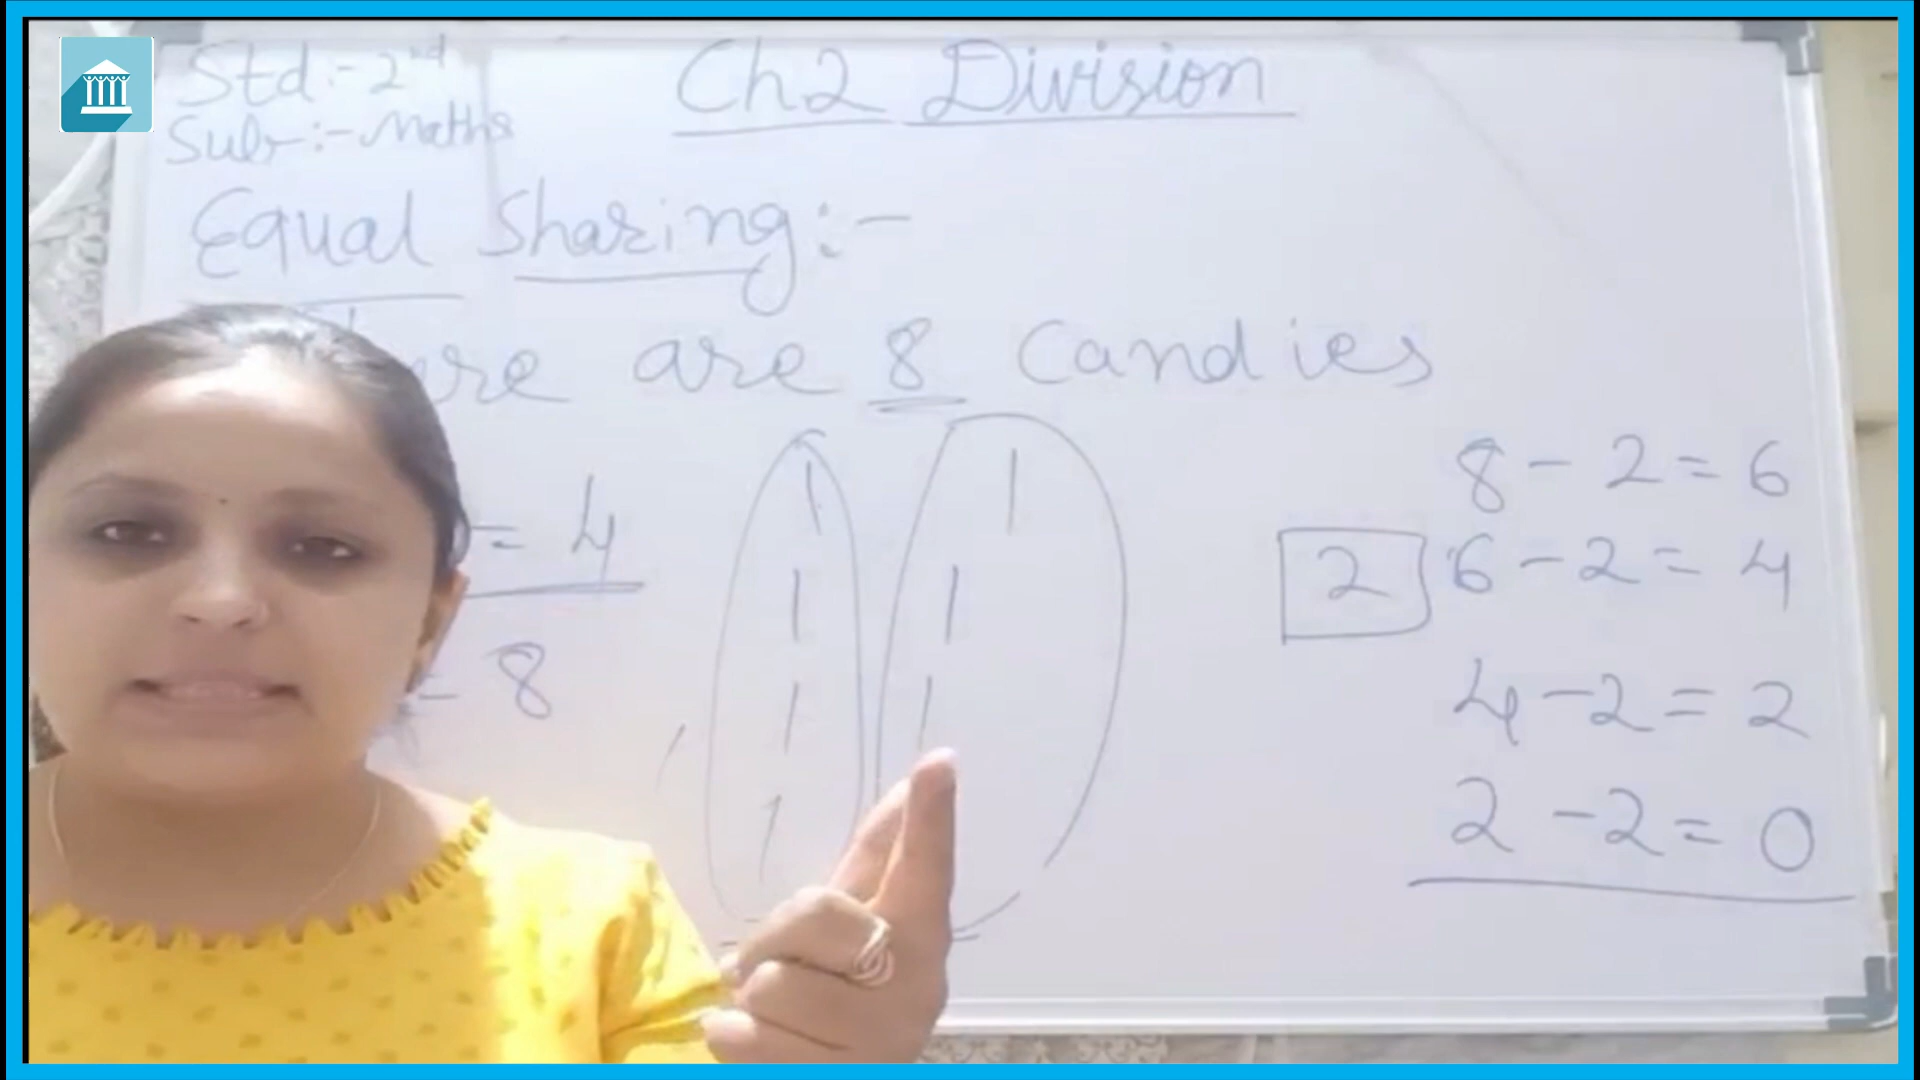 Std:- 2nd
Sub:- Maths
Ch2 Division
Equal Sharing:-
are 8 Candies
= 4
= 8
8 - 2 = 6
2
6 - 2 = 4
4 - 2 = 2
2 - 2 = 0